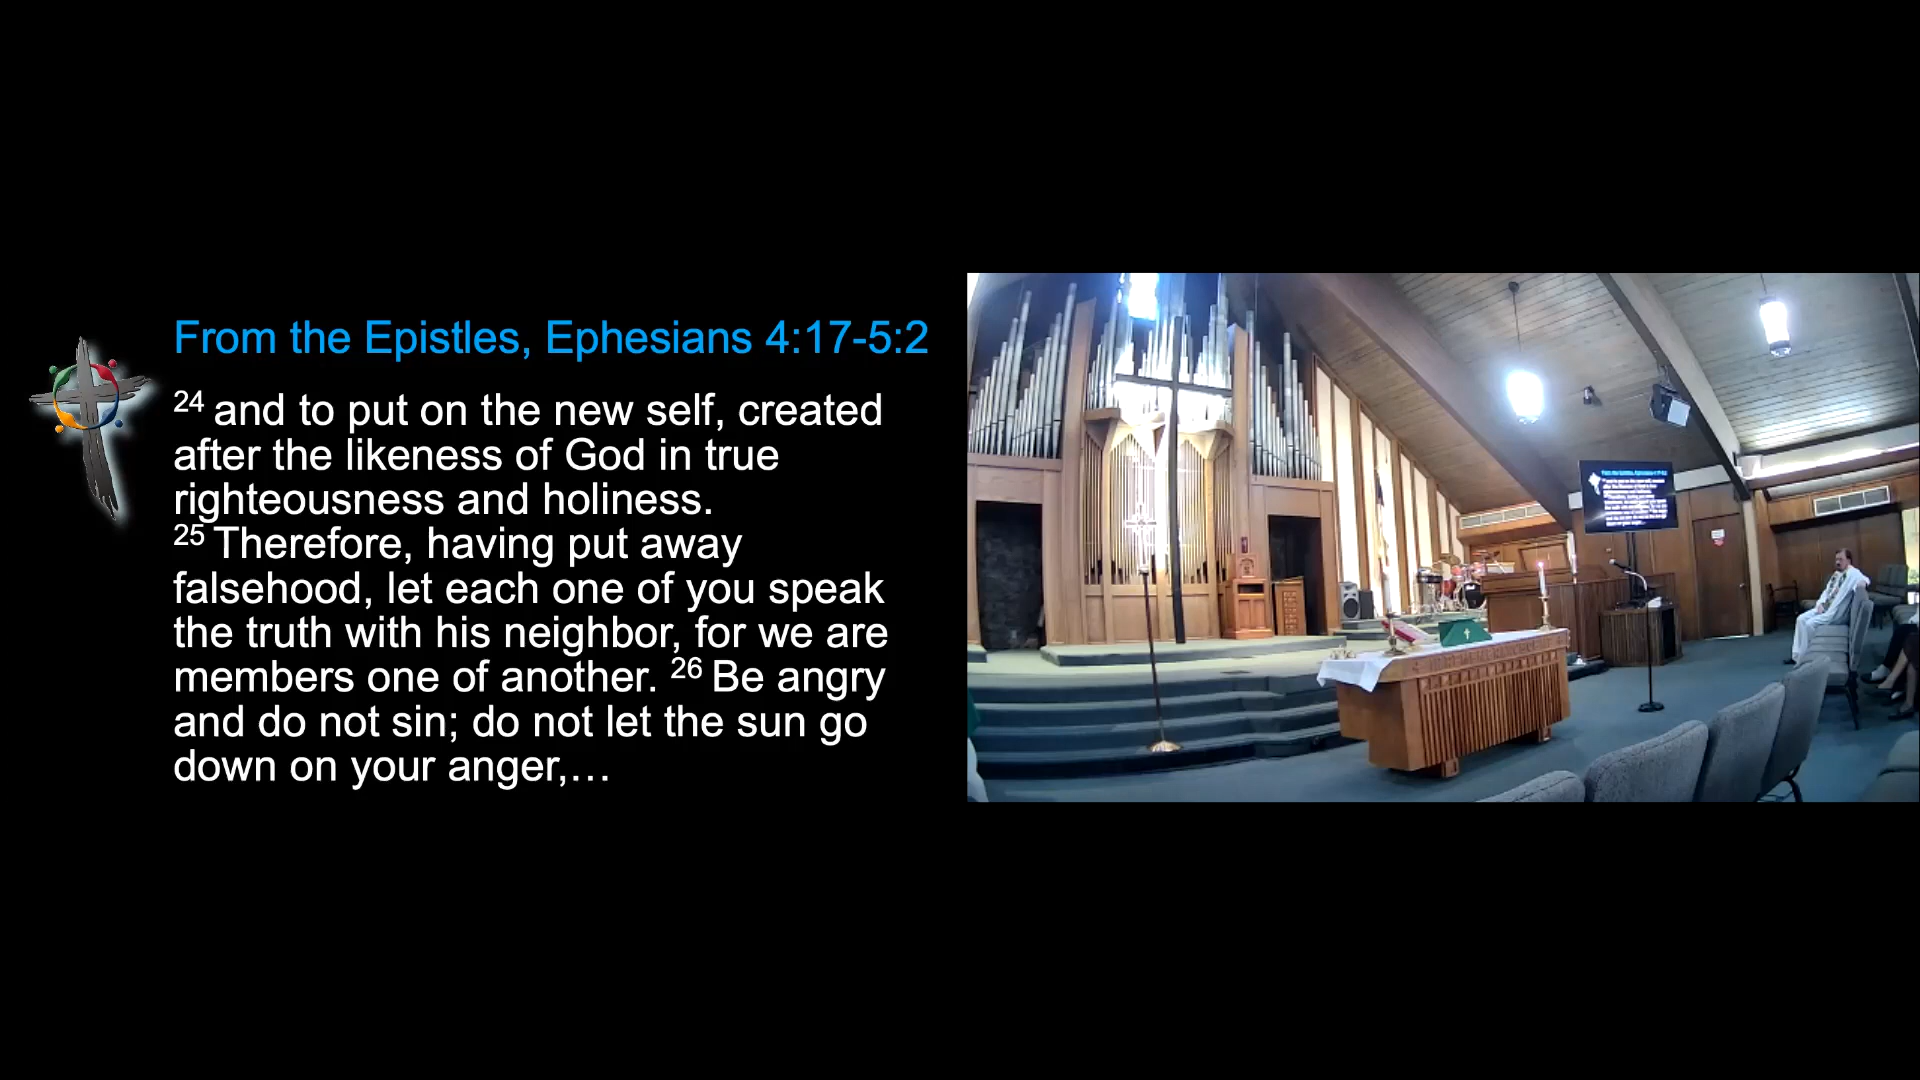 From the Epistles, Ephesians 4:17-5:2
24 and to put on the new self, created
after the likeness of God in true
righteousness and holiness.
25 Therefore, having put away
falsehood, let each one of you speak
the truth with his neighbor, for we are
members one of another. 26 Be angry
and do not sin; do not let the sun go
down on your anger,…